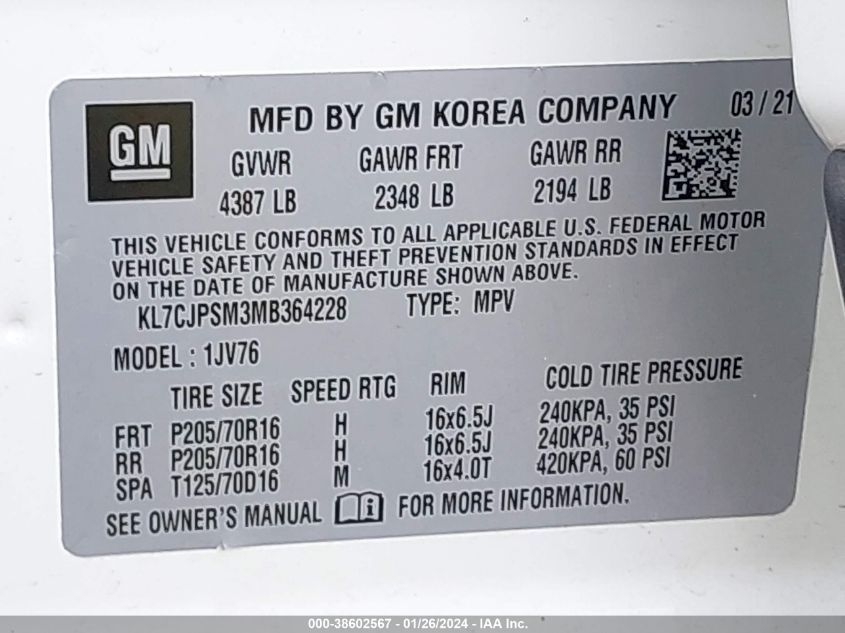 GM
MFD BY GM KOREA COMPANY 03 / 21
GVWR GAWR FRT GAWR RR
4387 LB 2348 LB 2194 LB
THIS VEHICLE CONFORMS TO ALL APPLICABLE U.S. FEDERAL MOTOR
VEHICLE SAFETY AND THEFT PREVENTION STANDARDS IN EFFECT
ON THE DATE OF MANUFACTURE SHOWN ABOVE.
KL7CJPSM3MB364228 TYPE: MPV
MODEL : 1JV76
TIRE SIZE SPEED RTG RIM COLD TIRE PRESSURE
FRT P205/70R16 H 16x6.5J 240KPA, 35 PSI
RR P205/70R16 H 16x6.5J 240KPA, 35 PSI
SPA T125/70D16 M 16x4.0T 420KPA, 60 PSI
SEE OWNER'S MANUAL i FOR MORE INFORMATION.
000-38602567 - 01/26/2024 - IAA Inc.